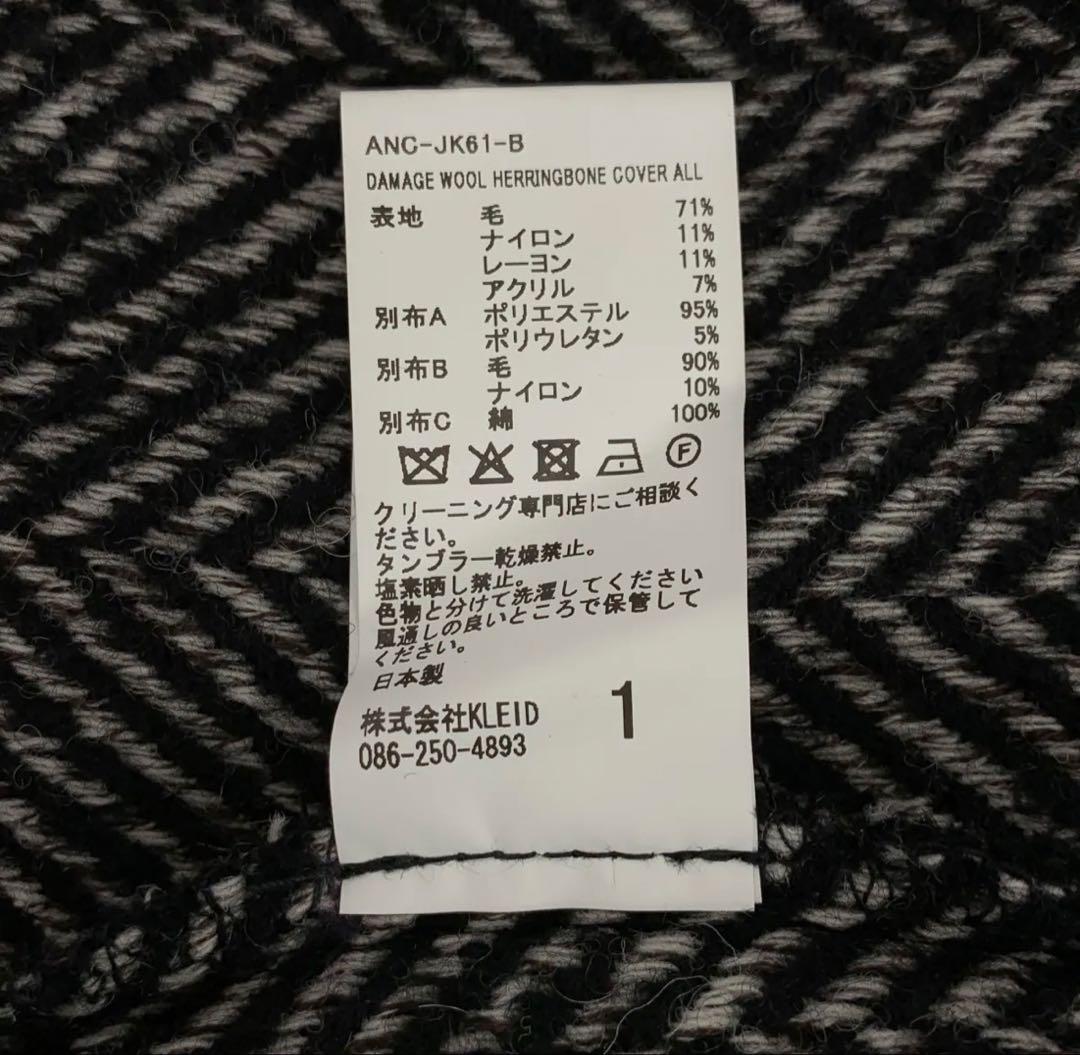 ANC-JK61-B
DAMAGE WOOL HERRINGBONE COVER ALL
表地 毛 71%
ナイロン 11%
レーヨン 11%
アクリル 7%
別布A ポリエステル 95%
ポリウレタン 5%
別布B 毛 90%
ナイロン 10%
別布C 綿 100%
F
クリーニング専門店にご相談く
ださい。
タンブラー乾燥禁止。
塩素晒し禁止。
色物と分けて洗濯してください
風通しの良いところで保管して
ください。
日本製
株式会社KLEID 1
086-250-4893